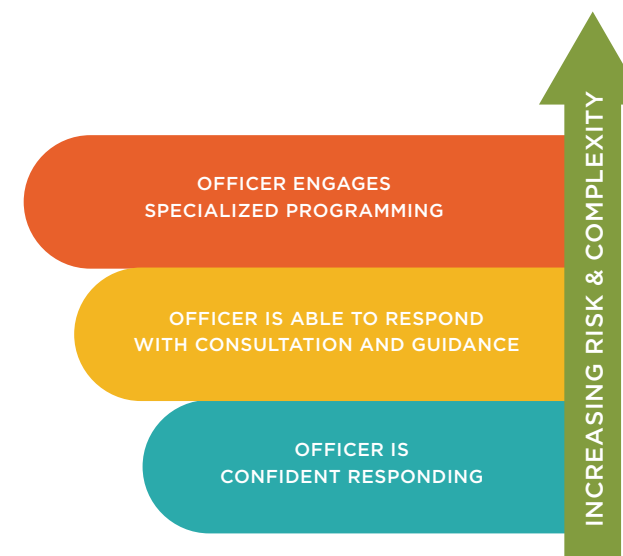 OFFICER ENGAGES
SPECIALIZED PROGRAMMING
OFFICER IS ABLE TO RESPOND
WITH CONSULTATION AND GUIDANCE
OFFICER IS
CONFIDENT RESPONDING
INCREASING RISK & COMPLEXITY